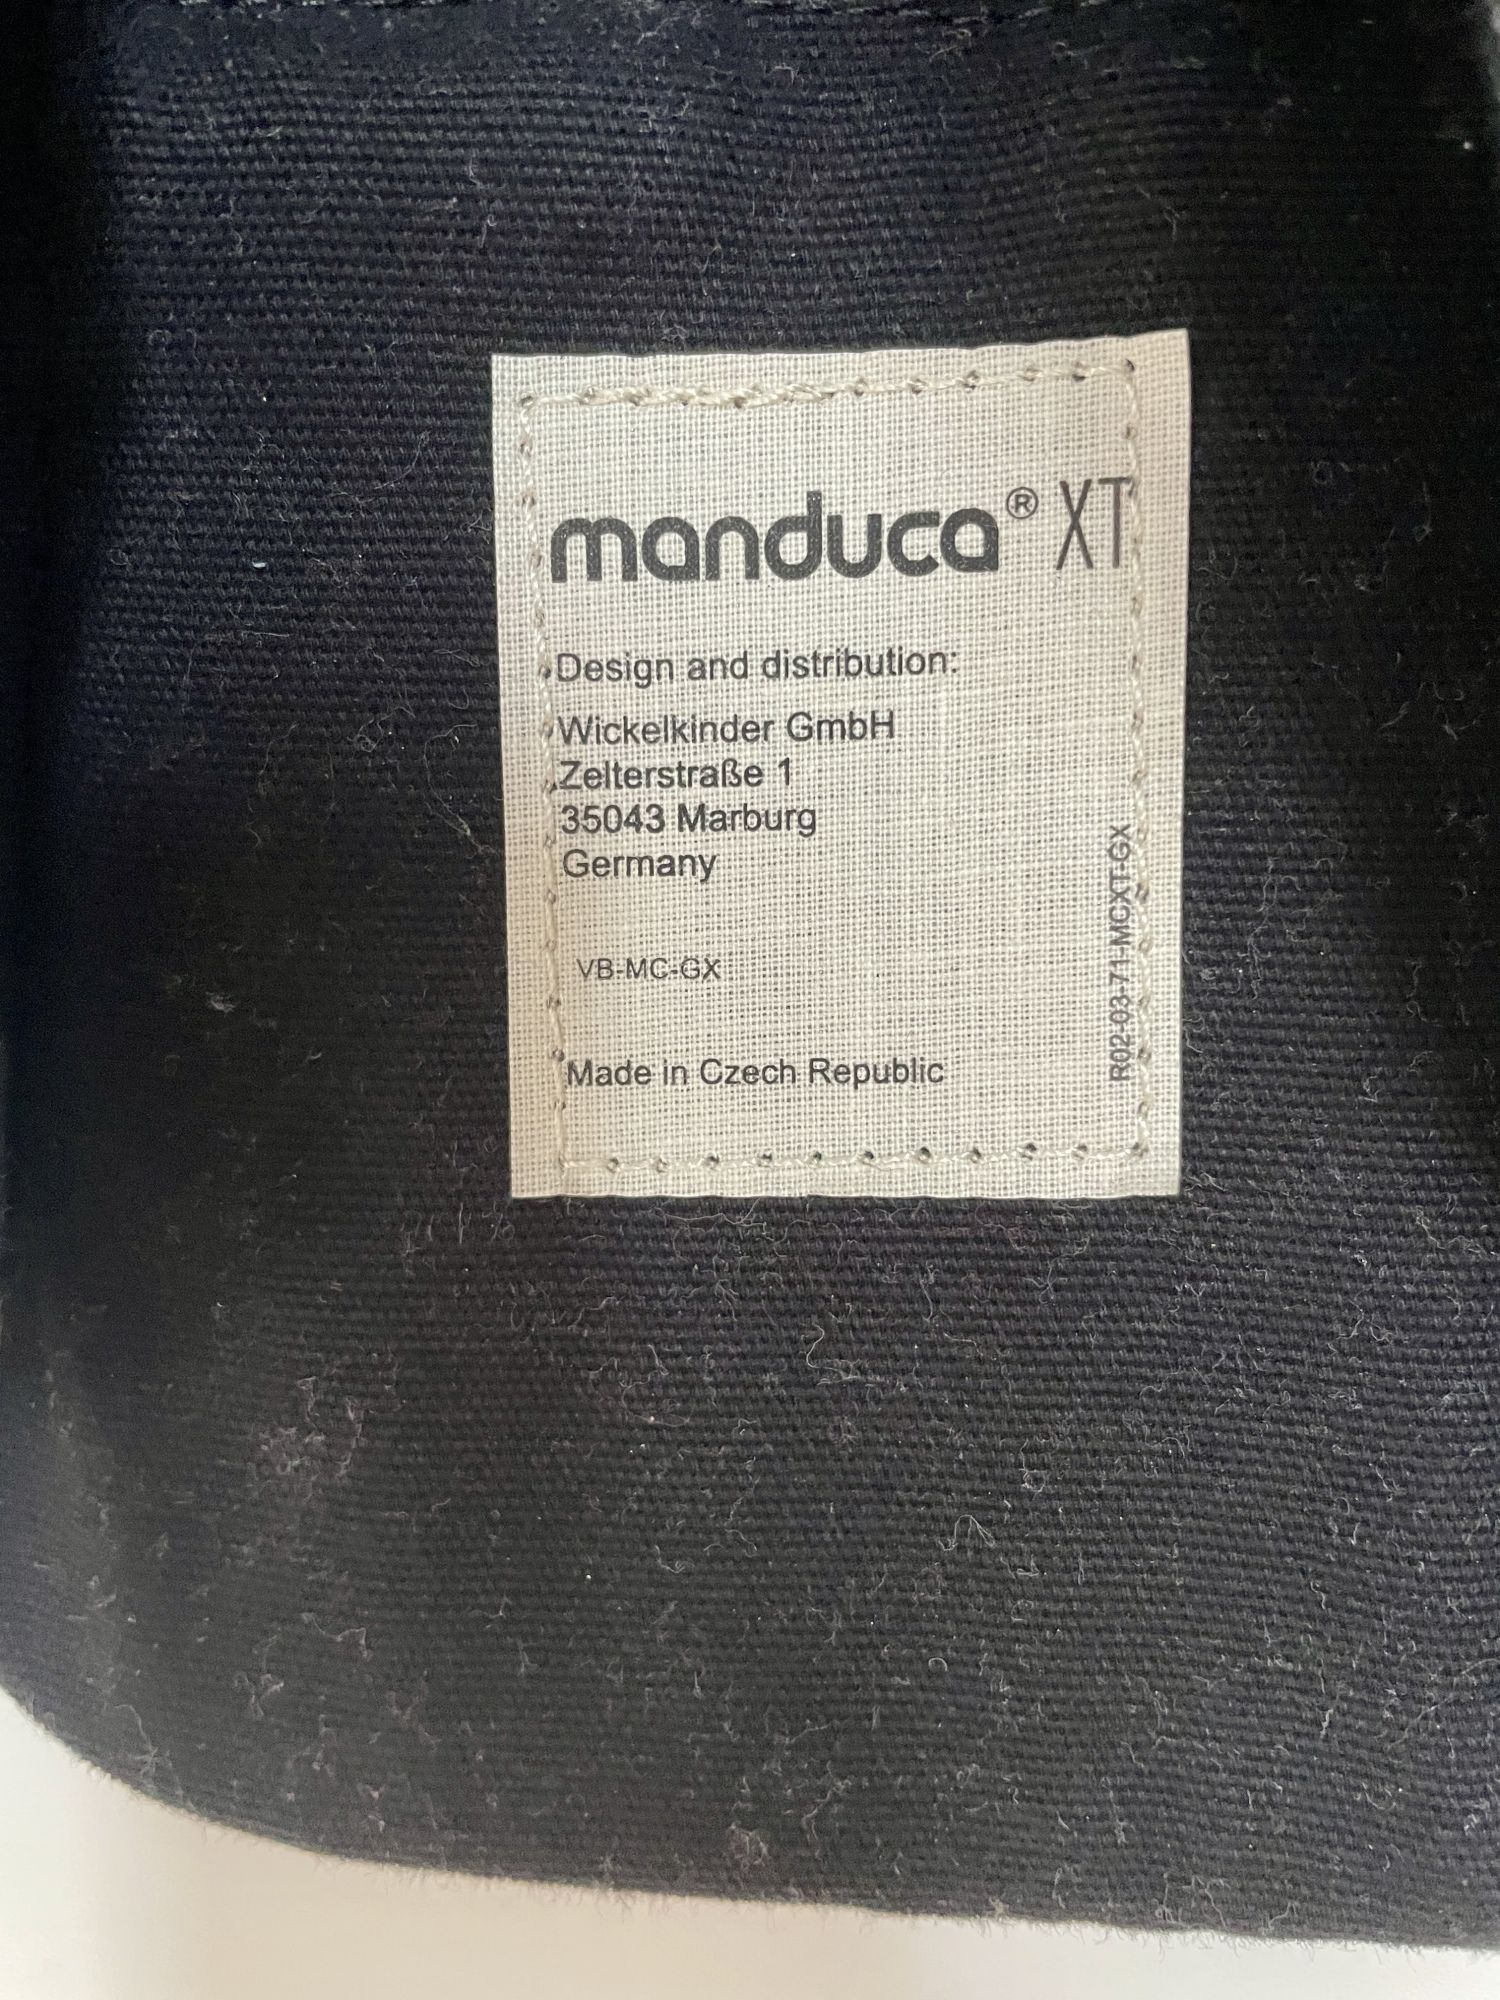 manduca® XT
Design and distribution:
Wickelkinder GmbH
Zelterstraße 1
35043 Marburg
Germany
VB-MC-GX
Made in Czech Republic
R02-03-71-MCXT-GX